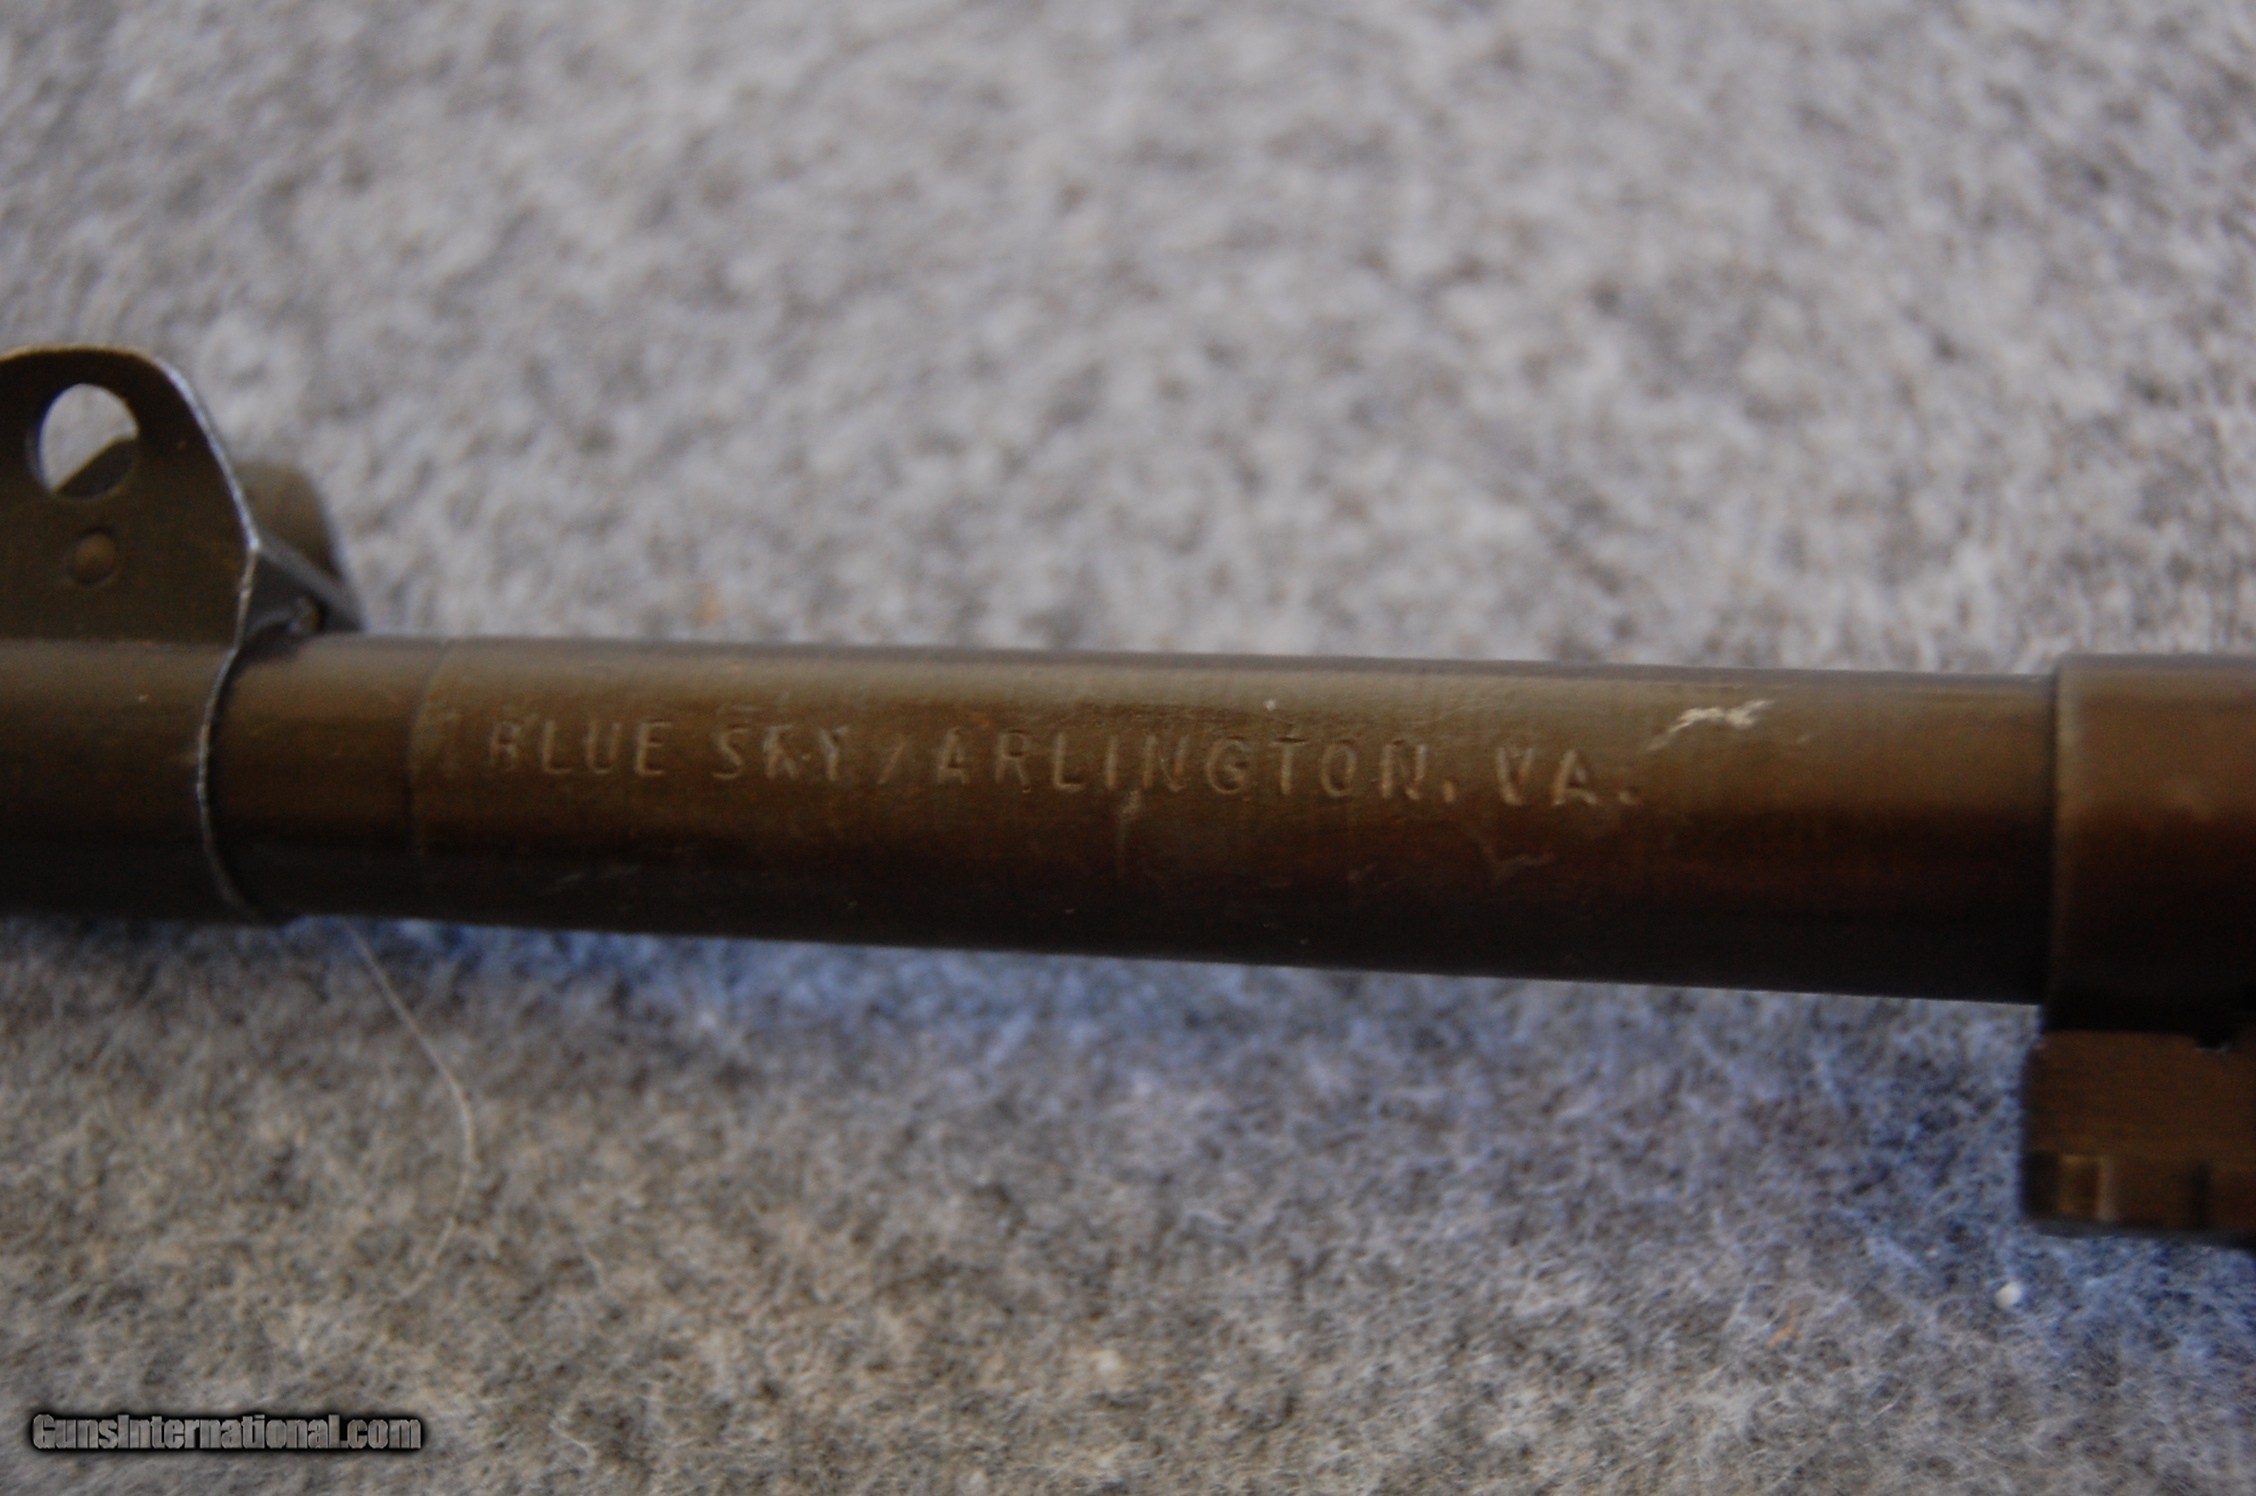 BLUE SKY/ARLINGTON, VA.
GunsInternational.com